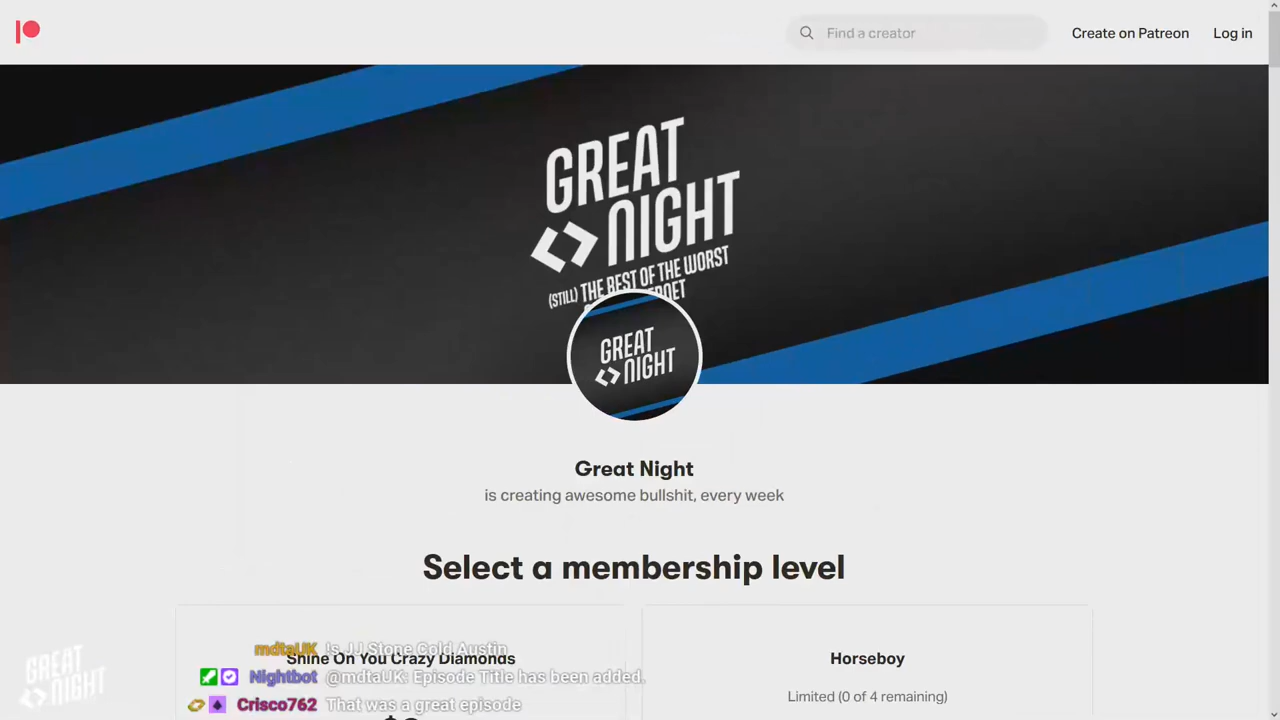 Find a creator
Create on Patreon
Log in
GREAT
NIGHT
(STILL) THE BEST OF THE WORST
GREAT
NIGHT
Great Night
is creating awesome bullshit, every week
Select a membership level
Shine On You Crazy Diamonds
Horseboy
Limited (0 of 4 remaining)
mdtaUK Is JJ Stone Cold Austin
Nightbot @mdtaUK: Episode Title has been added.
Crisco762 That was a great episode
GREAT
NIGHT